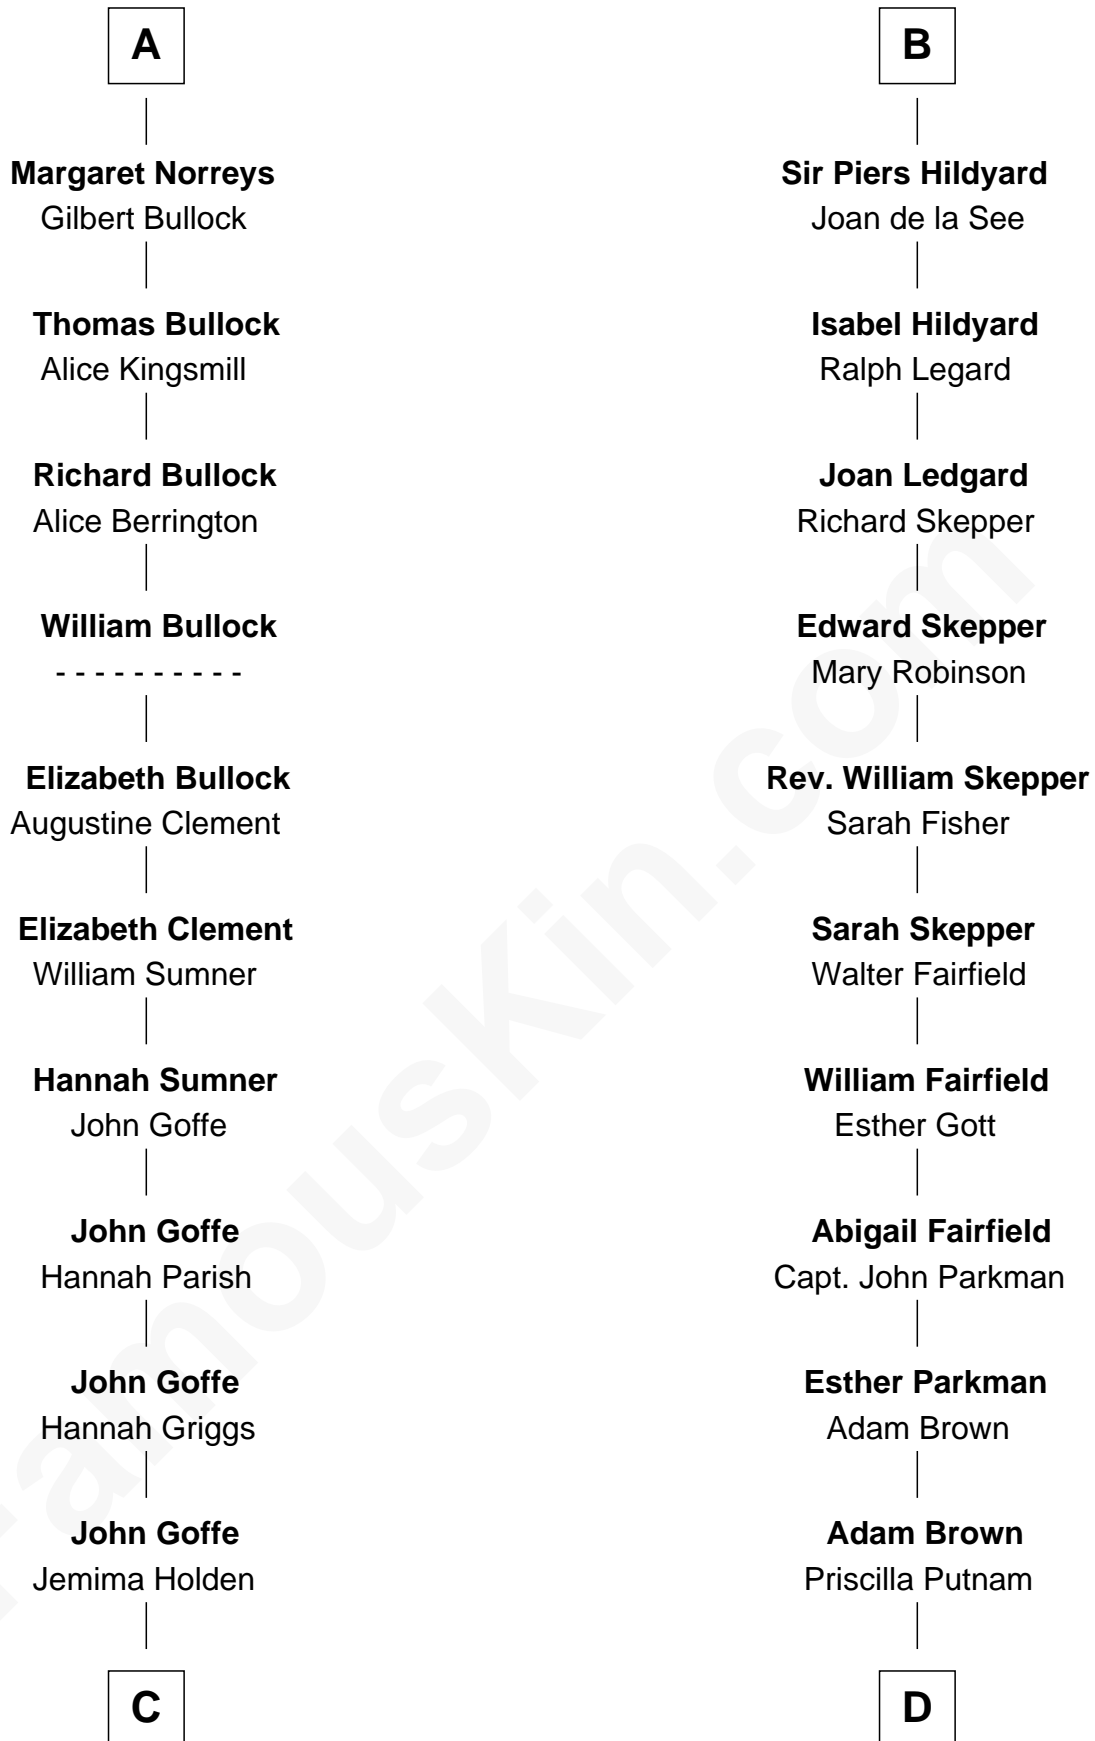 A
Margaret Norreys
Gilbert Bullock
Thomas Bullock
Alice Kingsmill
Richard Bullock
Alice Berrington
William Bullock
- - - - - - - - - -
Elizabeth Bullock
Augustine Clement
Elizabeth Clement
William Sumner
Hannah Sumner
John Goffe
John Goffe
Hannah Parish
John Goffe
Hannah Griggs
John Goffe
Jemima Holden
C
B
Sir Piers Hildyard
Joan de la See
Isabel Hildyard
Ralph Legard
Joan Ledgard
Richard Skepper
Edward Skepper
Mary Robinson
Rev. William Skepper
Sarah Fisher
Sarah Skepper
Walter Fairfield
William Fairfield
Esther Gott
Abigail Fairfield
Capt. John Parkman
Esther Parkman
Adam Brown
Adam Brown
Priscilla Putnam
D
FamousKin.com